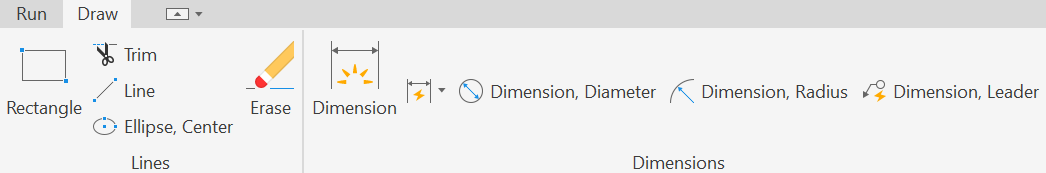 Run Draw
Rectangle
Trim
Line
Ellipse, Center
Erase
Lines
Dimension
Dimension, Diameter
Dimension, Radius
Dimension, Leader
Dimensions